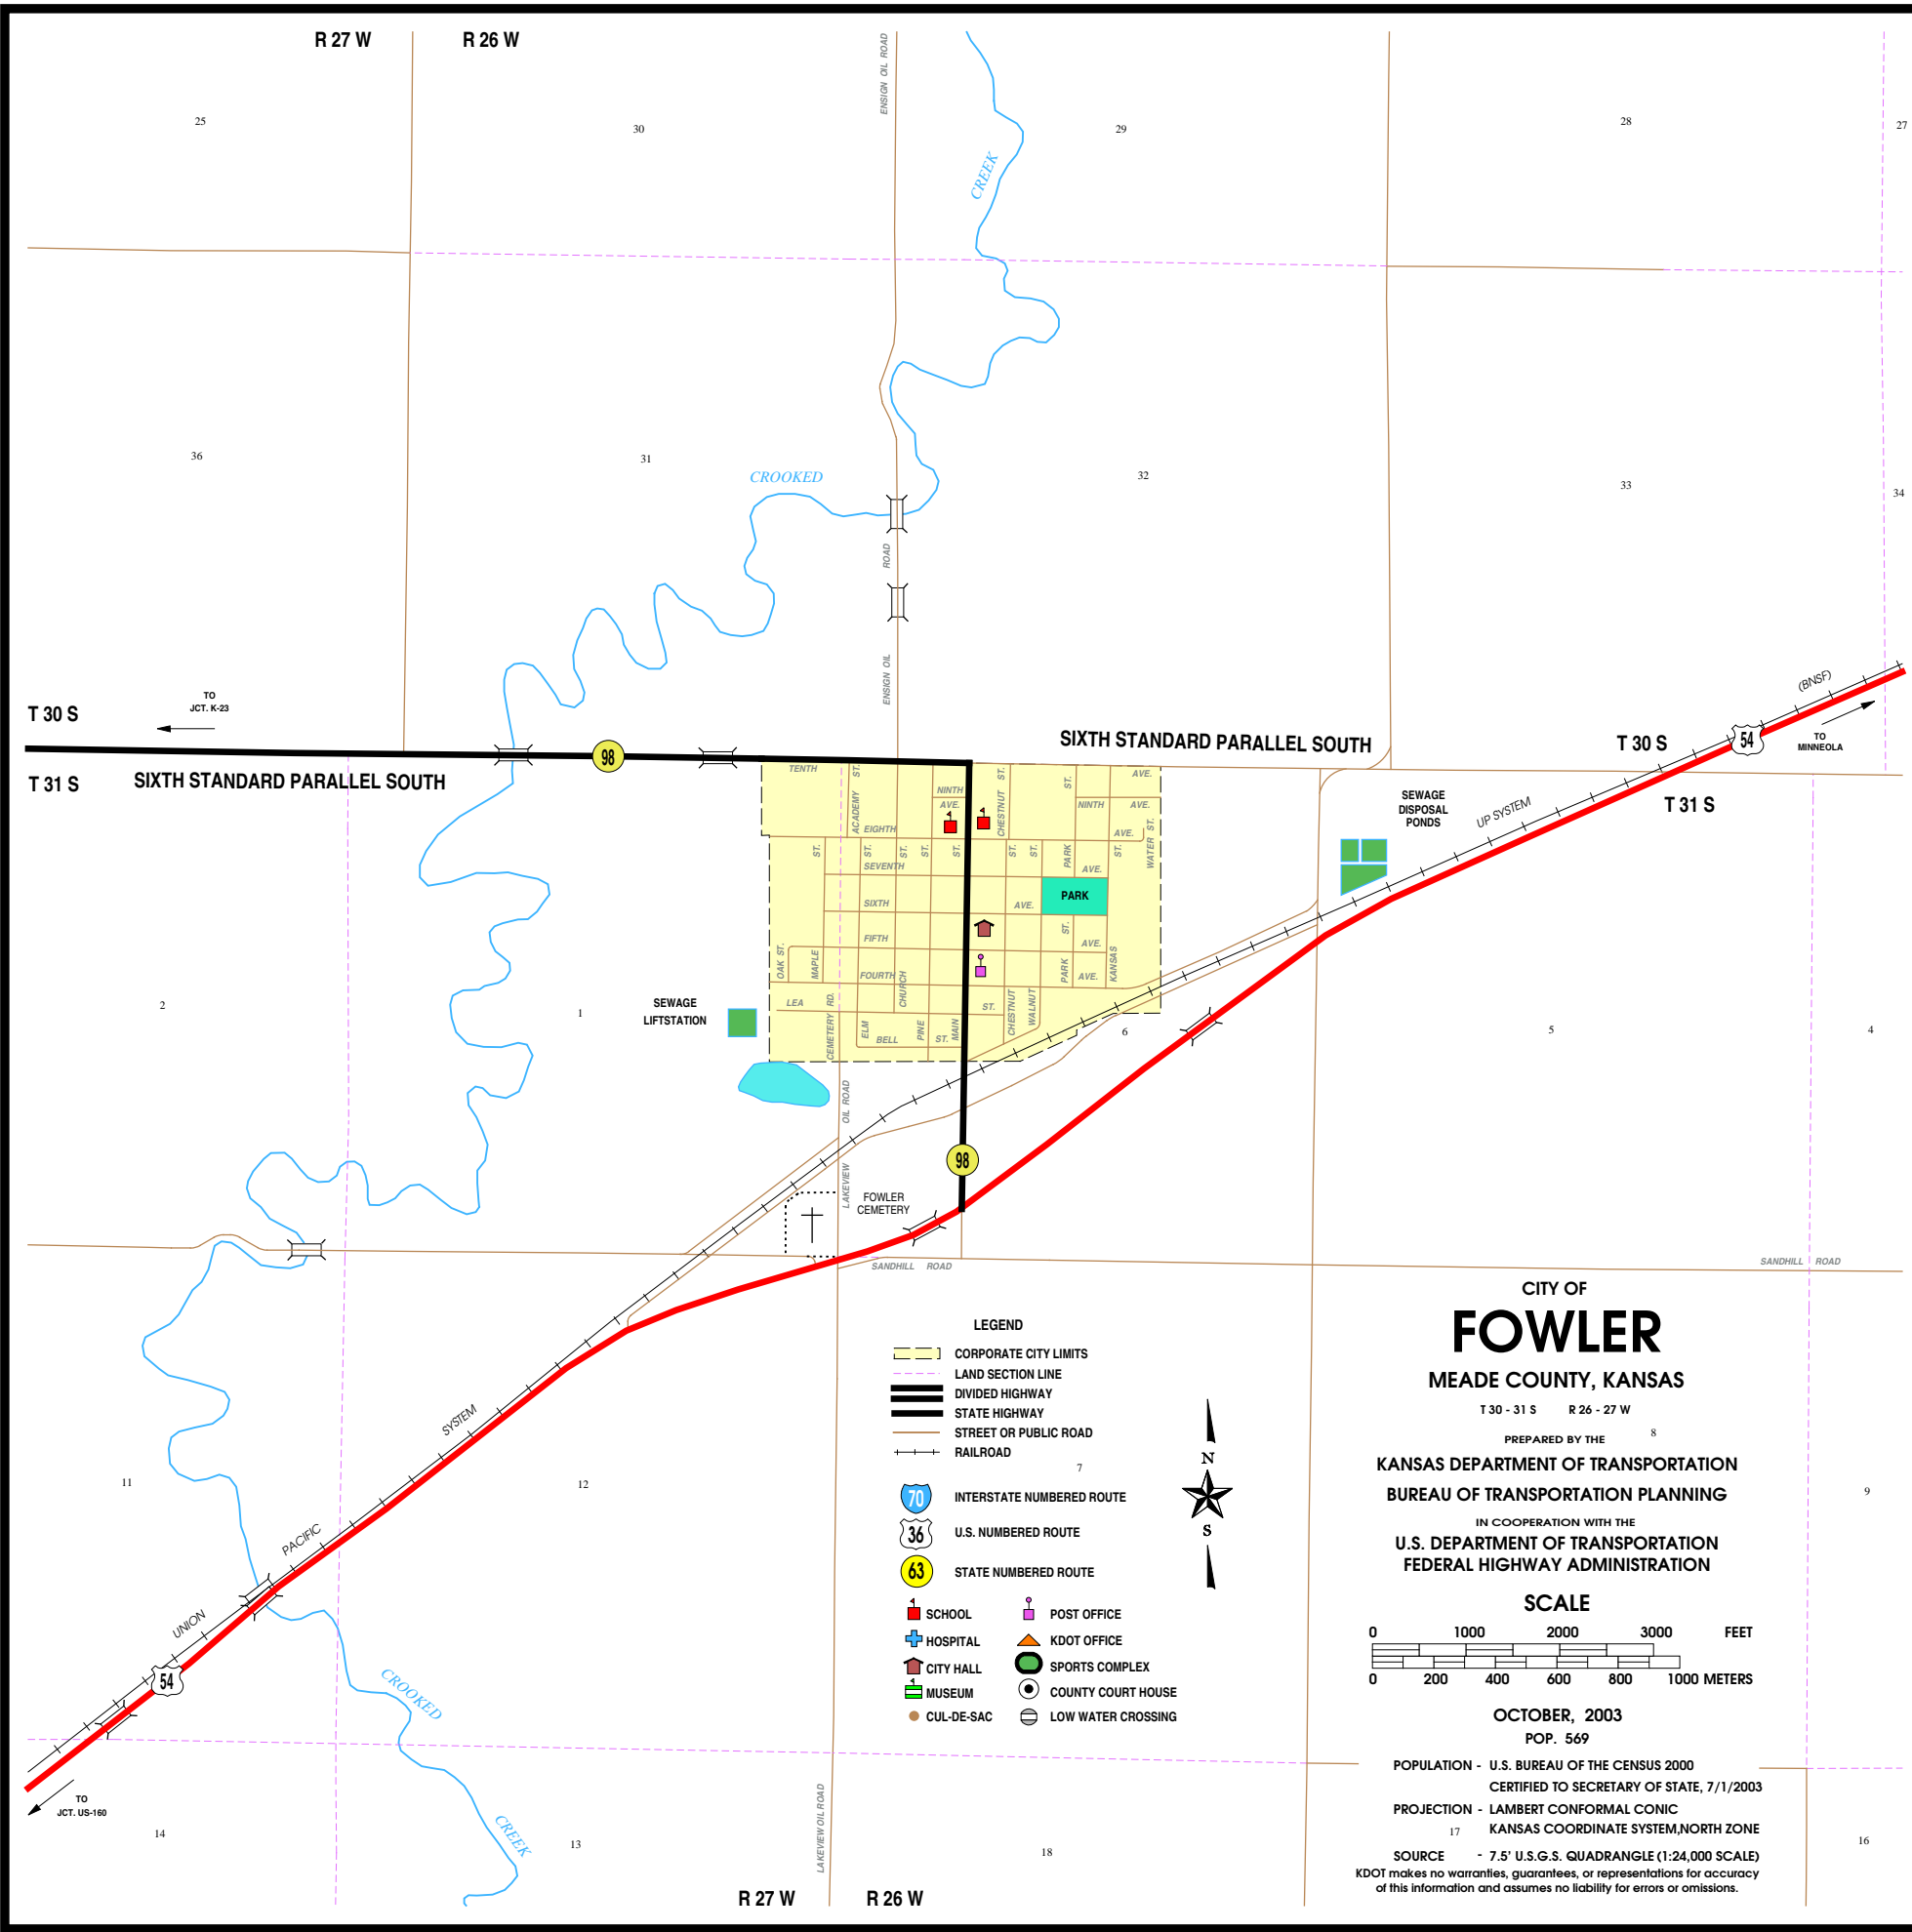 R 27 W
R 26 W
25
30
29
28
27
ENSIGN OIL ROAD
CREEK
36
31
32
33
34
CROOKED
ROAD
ENSIGN OIL
TO
JCT. K-23
T 30 S
SIXTH STANDARD PARALLEL SOUTH
T 30 S
(BNSF)
54
TO
MINNEOLA
98
T 31 S
SIXTH STANDARD PARALLEL SOUTH
T 31 S
UP SYSTEM
SEWAGE
DISPOSAL
PONDS
TENTH
AVE.
ACADEMY
ST.
NINTH
AVE.
CHESTNUT
ST.
ST.
NINTH
AVE.
EIGHTH
AVE.
WATER ST.
ST.
ST.
ST.
ST.
ST.
ST.
ST.
PARK
ST.
SEVENTH
AVE.
PARK
SIXTH
AVE.
FIFTH
ST.
AVE.
OAK ST.
MAPLE
FOURTH
CHURCH
PARK
AVE.
KANSAS
LEA
ST.
CEMETERY RD.
ELM
BELL
ST.
PINE
MAIN
CHESTNUT
WALNUT
SEWAGE
LIFTSTATION
2
1
6
5
4
LAKEVIEW OIL ROAD
98
FOWLER
CEMETERY
SANDHILL ROAD
SANDHILL ROAD
11
12
7
8
9
UNION
PACIFIC
SYSTEM
54
TO
JCT. US-160
CROOKED
CREEK
14
13
18
17
16
LAKEVIEW OIL ROAD
R 27 W
R 26 W
LEGEND
CORPORATE CITY LIMITS
LAND SECTION LINE
DIVIDED HIGHWAY
STATE HIGHWAY
STREET OR PUBLIC ROAD
RAILROAD
70 INTERSTATE NUMBERED ROUTE
36 U.S. NUMBERED ROUTE
63 STATE NUMBERED ROUTE
SCHOOL
POST OFFICE
HOSPITAL
KDOT OFFICE
CITY HALL
SPORTS COMPLEX
MUSEUM
COUNTY COURT HOUSE
CUL-DE-SAC
LOW WATER CROSSING
N
S
CITY OF
FOWLER
MEADE COUNTY, KANSAS
T 30 - 31 S R 26 - 27 W
PREPARED BY THE
KANSAS DEPARTMENT OF TRANSPORTATION
BUREAU OF TRANSPORTATION PLANNING
IN COOPERATION WITH THE
U.S. DEPARTMENT OF TRANSPORTATION
FEDERAL HIGHWAY ADMINISTRATION
SCALE
0 1000 2000 3000 FEET
0 200 400 600 800 1000 METERS
OCTOBER, 2003
POP. 569
POPULATION - U.S. BUREAU OF THE CENSUS 2000
CERTIFIED TO SECRETARY OF STATE, 7/1/2003
PROJECTION - LAMBERT CONFORMAL CONIC
KANSAS COORDINATE SYSTEM,NORTH ZONE
SOURCE - 7.5' U.S.G.S. QUADRANGLE (1:24,000 SCALE)
KDOT makes no warranties, guarantees, or representations for accuracy
of this information and assumes no liability for errors or omissions.